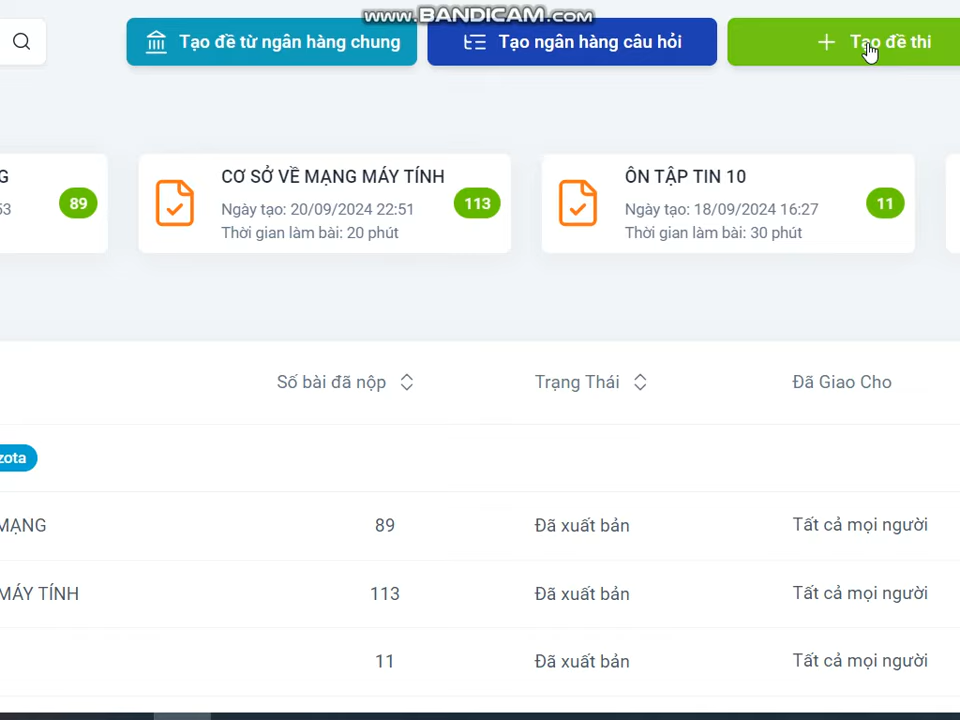 www.BANDICAM.com
Tạo đề từ ngân hàng chung
Tạo ngân hàng câu hỏi
Tạo đề thi
G
53
89
CƠ SỞ VỀ MẠNG MÁY TÍNH
Ngày tạo: 20/09/2024 22:51
Thời gian làm bài: 20 phút
113
ÔN TẬP TIN 10
Ngày tạo: 18/09/2024 16:27
Thời gian làm bài: 30 phút
11
Số bài đã nộp
Trạng Thái
Đã Giao Cho
zota
MẠNG
89
Đã xuất bản
Tất cả mọi người
MÁY TÍNH
113
Đã xuất bản
Tất cả mọi người
11
Đã xuất bản
Tất cả mọi người